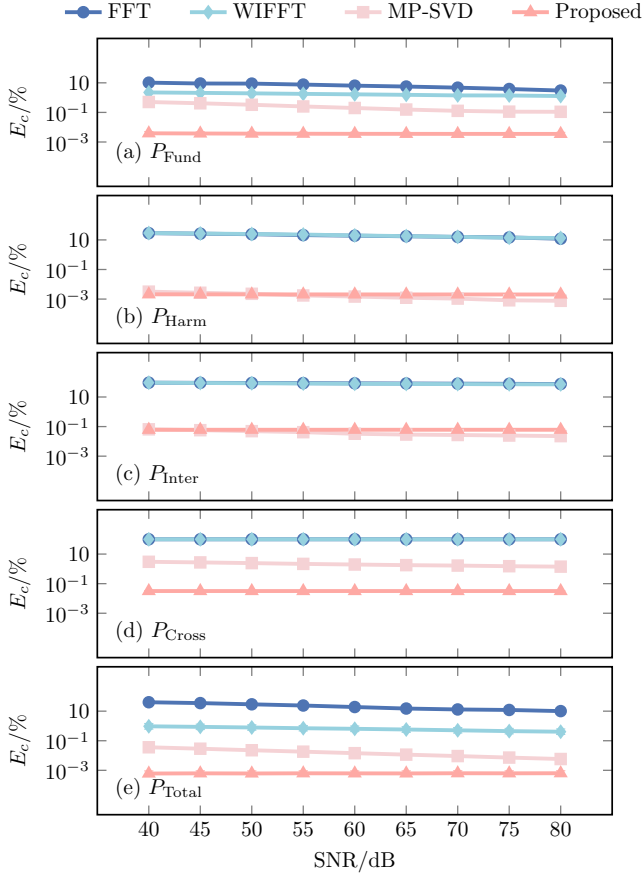 FFT WIFFT MP-SVD Proposed
E_c/%
10
10^−1
10^−3
(a) P_Fund
E_c/%
10
10^−1
10^−3
(b) P_Harm
E_c/%
10
10^−1
10^−3
(c) P_Inter
E_c/%
10
10^−1
10^−3
(d) P_Cross
E_c/%
10
10^−1
10^−3
(e) P_Total
40 45 50 55 60 65 70 75 80
SNR/dB